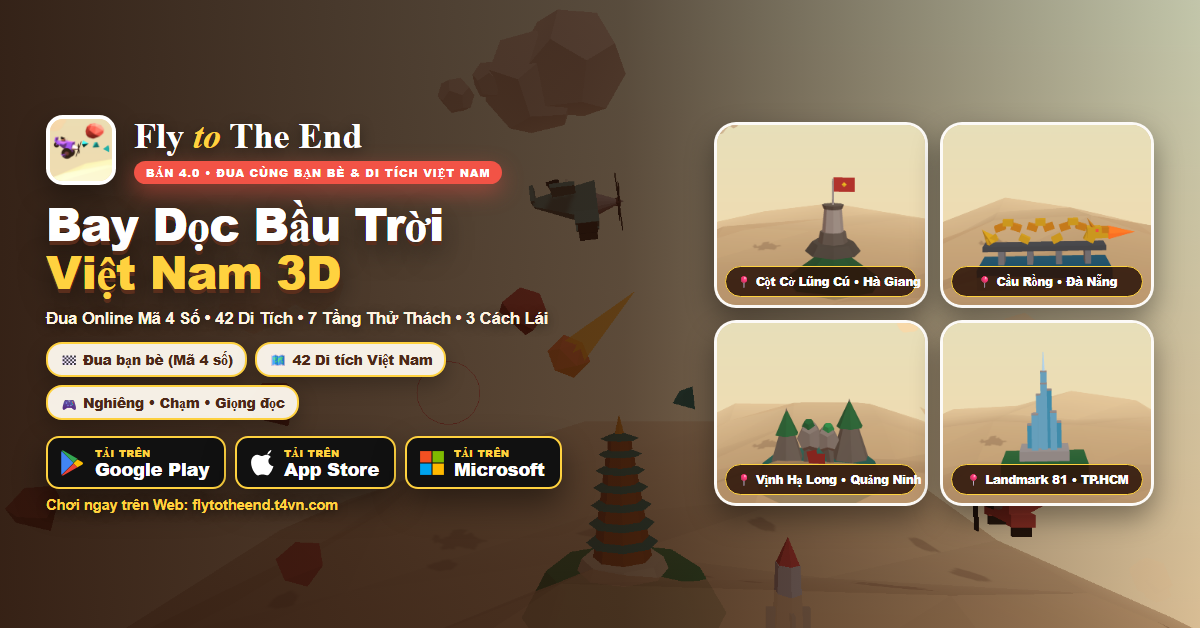 Fly to The End
BẢN 4.0 • ĐUA CÙNG BẠN BÈ & DI TÍCH VIỆT NAM
Bay Dọc Bầu Trời
Việt Nam 3D
Đua Online Mã 4 Số • 42 Di Tích • 7 Tầng Thử Thách • 3 Cách Lái
Đua bạn bè (Mã 4 số)
42 Di tích Việt Nam
Nghiêng • Chạm • Giọng đọc
TẢI TRÊN
Google Play
TẢI TRÊN
App Store
TẢI TRÊN
Microsoft
Chơi ngay trên Web: flytotheend.t4vn.com
Cột Cờ Lũng Cú • Hà Giang
Cầu Rồng • Đà Nẵng
Vịnh Hạ Long • Quảng Ninh
Landmark 81 • TP.HCM